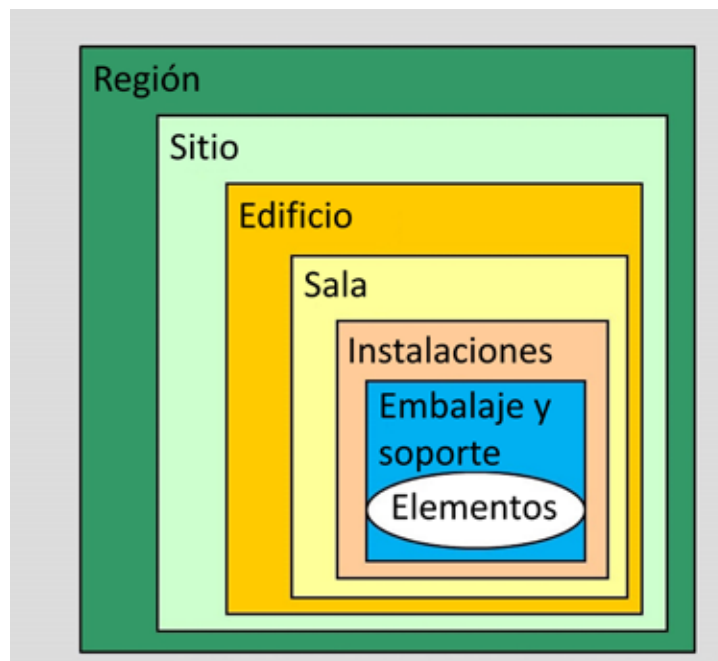 Región
Sitio
Edificio
Sala
Instalaciones
Embalaje y
soporte
Elementos